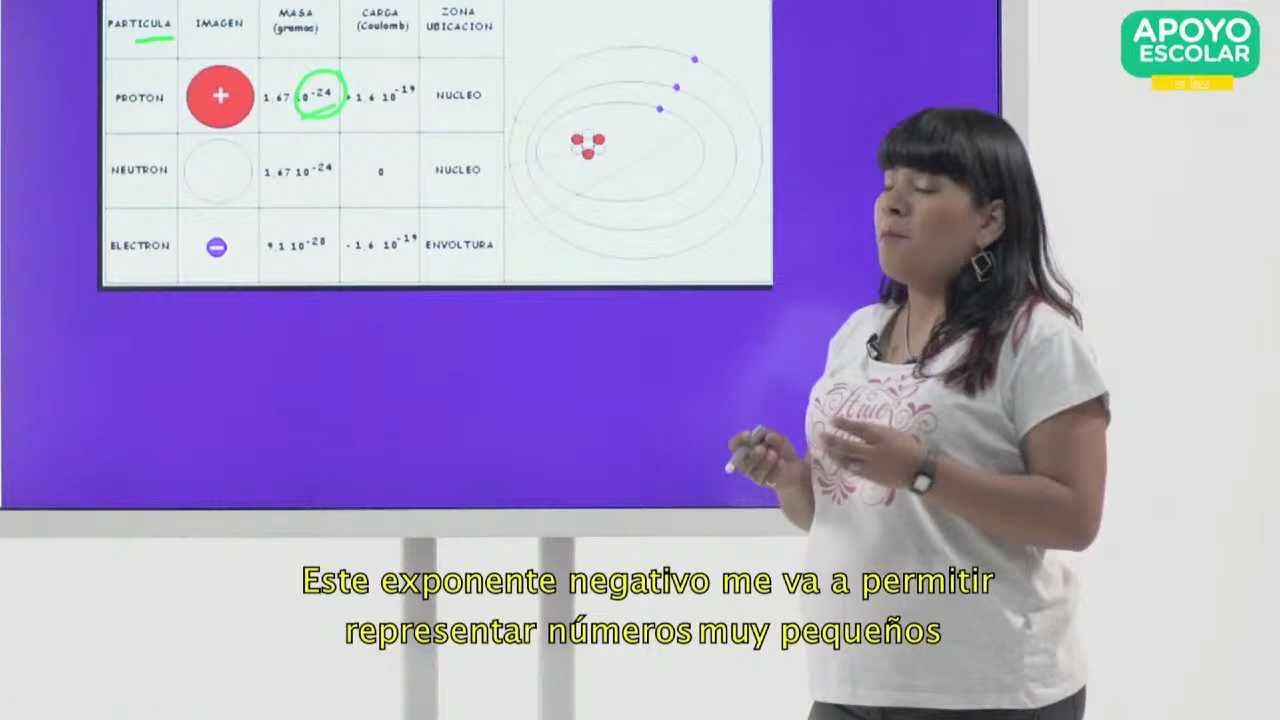 PARTICULA IMAGEN MASA (gramos) CARGA (Coulomb) ZONA UBICACION
PROTON + 1.67 10-24 + 1,6 10-19 NUCLEO
NEUTRON 1.67 10-24 0 NUCLEO
ELECTRON - 9.1 10-28 - 1,6 10-19 ENVOLTURA
APOYO
ESCOLAR
en línea
Este exponente negativo me va a permitir
representar números muy pequeños